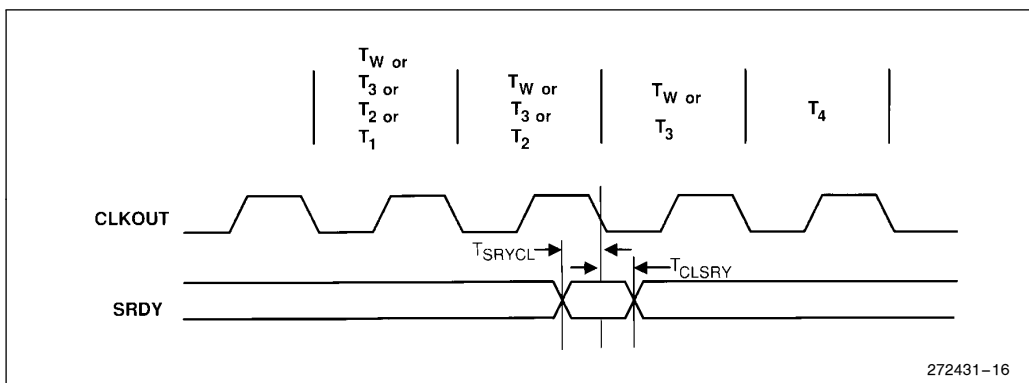 T_W or
T_3 or
T_2 or
T_1
T_W or
T_3 or
T_2
T_W or
T_3
T_4
CLKOUT
T_SRYCL
T_CLSRY
SRDY
272431–16